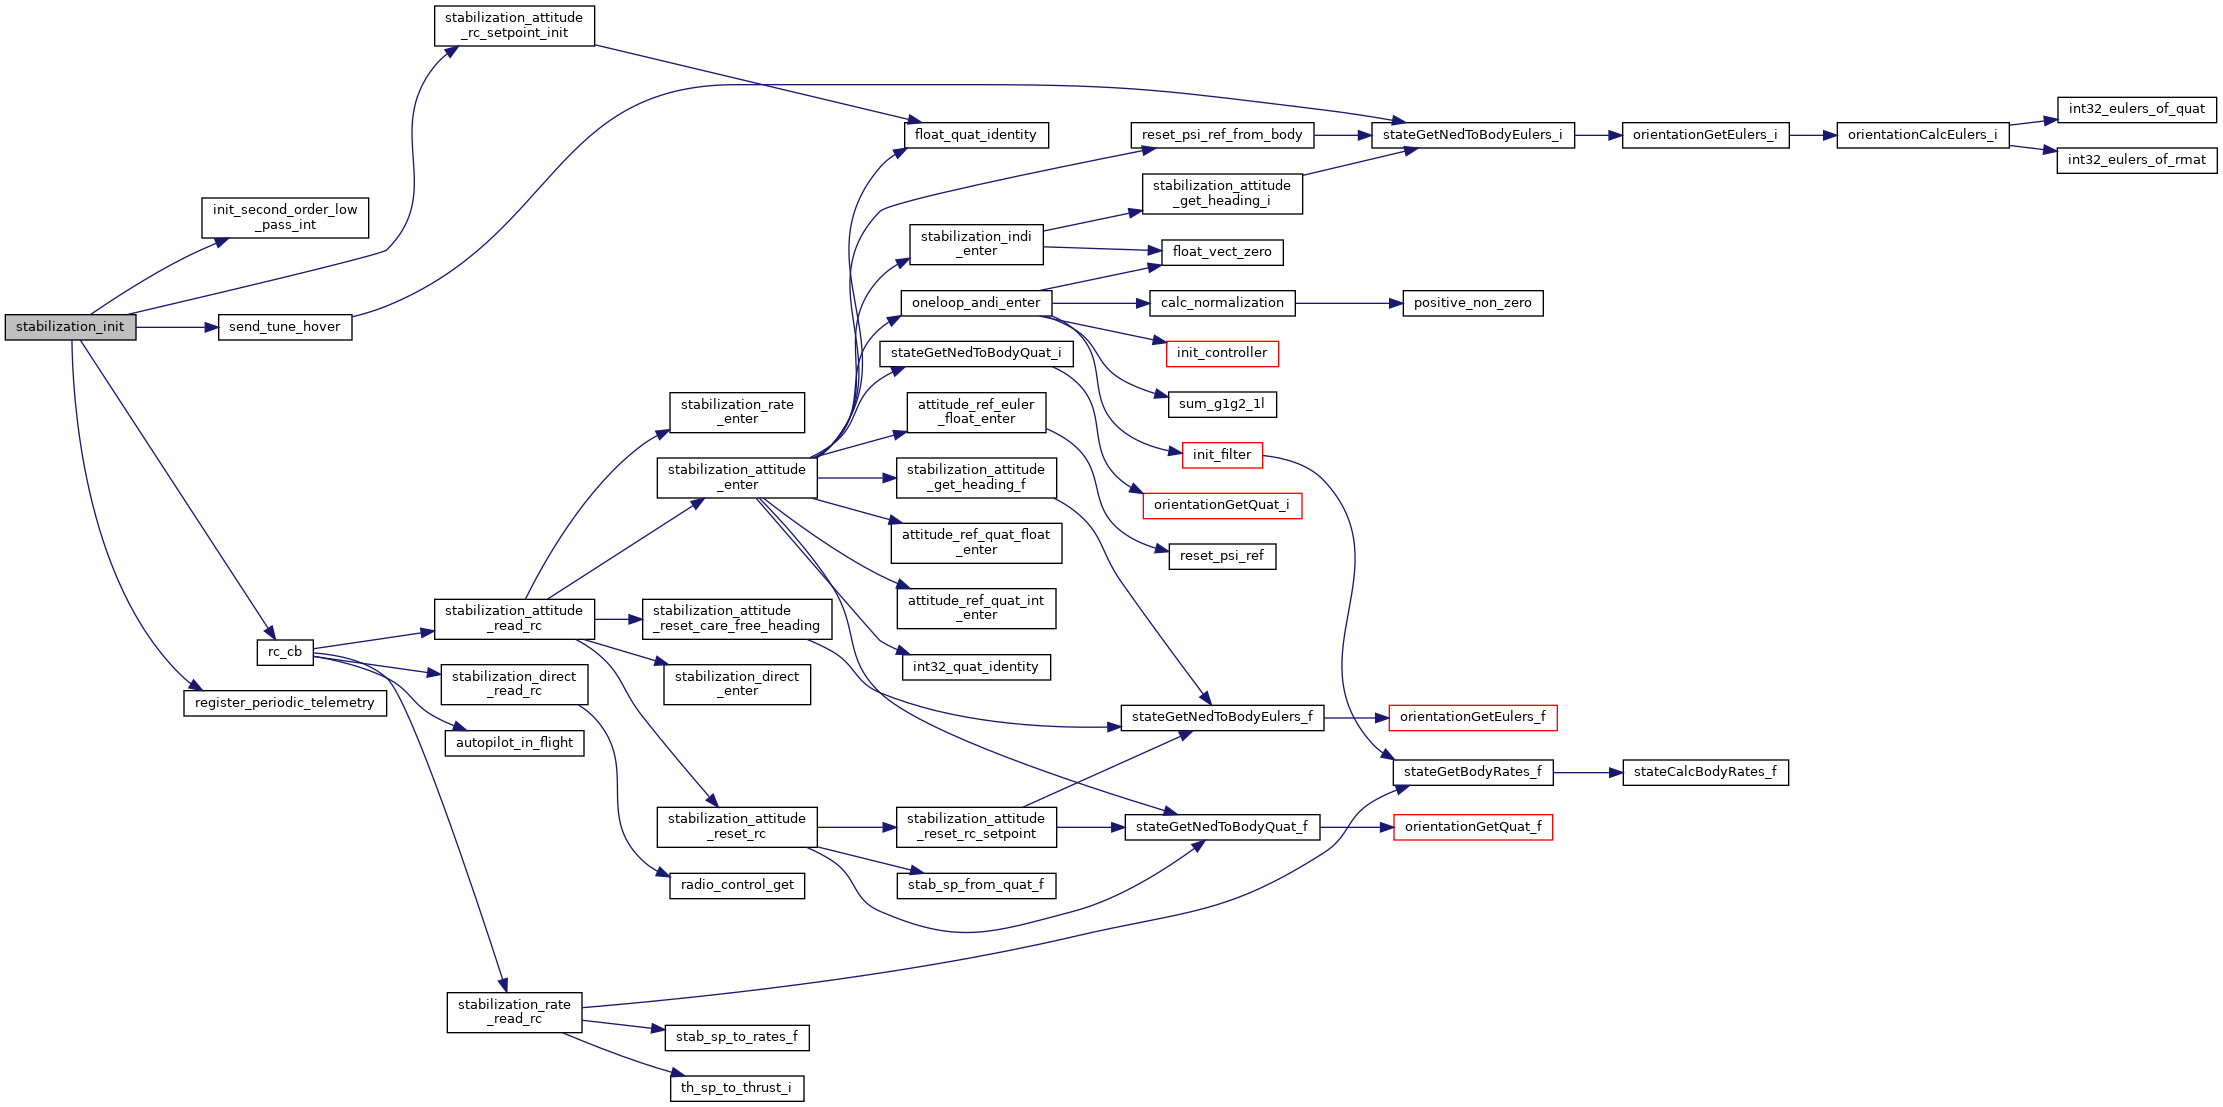 stabilization_attitude
_rc_setpoint_init
int32_eulers_of_quat
float_quat_identity
reset_psi_ref_from_body
stateGetNedToBodyEulers_i
orientationGetEulers_i
orientationCalcEulers_i
int32_eulers_of_rmat
stabilization_attitude
_get_heading_i
init_second_order_low
_pass_int
stabilization_indi
_enter
float_vect_zero
oneloop_andi_enter
calc_normalization
positive_non_zero
stabilization_init
send_tune_hover
stateGetNedToBodyQuat_i
init_controller
stabilization_rate
_enter
attitude_ref_euler
_float_enter
sum_g1g2_1l
init_filter
stabilization_attitude
_enter
stabilization_attitude
_get_heading_f
orientationGetQuat_i
attitude_ref_quat_float
_enter
reset_psi_ref
attitude_ref_quat_int
_enter
stabilization_attitude
_read_rc
stabilization_attitude
_reset_care_free_heading
rc_cb
int32_quat_identity
stabilization_direct
_read_rc
stabilization_direct
_enter
register_periodic_telemetry
stateGetNedToBodyEulers_f
orientationGetEulers_f
autopilot_in_flight
stateGetBodyRates_f
stateCalcBodyRates_f
stabilization_attitude
_reset_rc
stabilization_attitude
_reset_rc_setpoint
stateGetNedToBodyQuat_f
orientationGetQuat_f
radio_control_get
stab_sp_from_quat_f
stabilization_rate
_read_rc
stab_sp_to_rates_f
th_sp_to_thrust_i